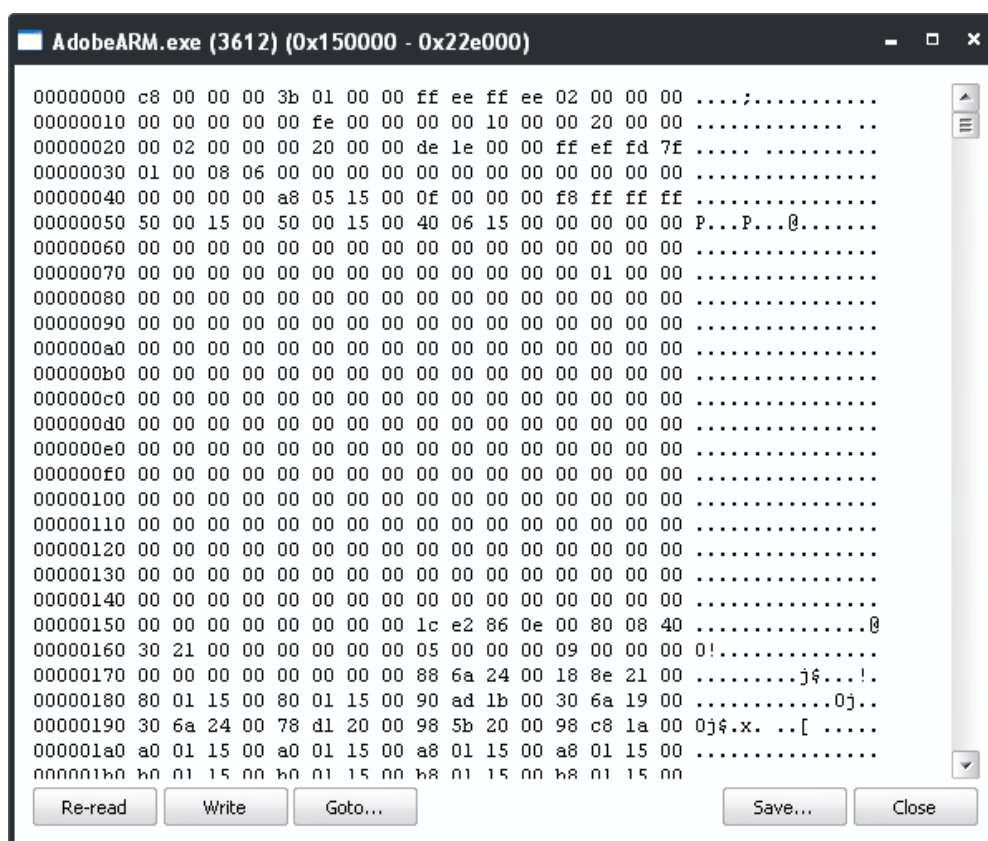 AdobeARM.exe (3612) (0x150000 - 0x22e000)
00000000 c8 00 00 00 3b 01 00 00 ff ee ff ee 02 00 00 00 ....;...........
00000010 00 00 00 00 00 fe 00 00 00 00 10 00 00 20 00 00 ............. ..
00000020 00 02 00 00 00 20 00 00 de 1e 00 00 ff ef fd 7f ..... ..........
00000030 01 00 08 06 00 00 00 00 00 00 00 00 00 00 00 00 ................
00000040 00 00 00 00 a8 05 15 00 0f 00 00 00 f8 ff ff ff ................
00000050 50 00 15 00 50 00 15 00 40 06 15 00 00 00 00 00 P...P...@.......
00000060 00 00 00 00 00 00 00 00 00 00 00 00 00 00 00 00 ................
00000070 00 00 00 00 00 00 00 00 00 00 00 00 00 01 00 00 ................
00000080 00 00 00 00 00 00 00 00 00 00 00 00 00 00 00 00 ................
00000090 00 00 00 00 00 00 00 00 00 00 00 00 00 00 00 00 ................
000000a0 00 00 00 00 00 00 00 00 00 00 00 00 00 00 00 00 ................
000000b0 00 00 00 00 00 00 00 00 00 00 00 00 00 00 00 00 ................
000000c0 00 00 00 00 00 00 00 00 00 00 00 00 00 00 00 00 ................
000000d0 00 00 00 00 00 00 00 00 00 00 00 00 00 00 00 00 ................
000000e0 00 00 00 00 00 00 00 00 00 00 00 00 00 00 00 00 ................
000000f0 00 00 00 00 00 00 00 00 00 00 00 00 00 00 00 00 ................
00000100 00 00 00 00 00 00 00 00 00 00 00 00 00 00 00 00 ................
00000110 00 00 00 00 00 00 00 00 00 00 00 00 00 00 00 00 ................
00000120 00 00 00 00 00 00 00 00 00 00 00 00 00 00 00 00 ................
00000130 00 00 00 00 00 00 00 00 00 00 00 00 00 00 00 00 ................
00000140 00 00 00 00 00 00 00 00 00 00 00 00 00 00 00 00 ................
00000150 00 00 00 00 00 00 00 00 1c e2 86 0e 00 80 08 40 ...............@
00000160 30 21 00 00 00 00 00 00 05 00 00 00 09 00 00 00 0!..............
00000170 00 00 00 00 00 00 00 00 88 6a 24 00 18 8e 21 00 .........j$...!.
00000180 80 01 15 00 80 01 15 00 90 ad 1b 00 30 6a 19 00 ............0j..
00000190 30 6a 24 00 78 d1 20 00 98 5b 20 00 98 c8 1a 00 0j$.x. ..[ .....
000001a0 a0 01 15 00 a0 01 15 00 a8 01 15 00 a8 01 15 00 ................
000001b0 b0 01 15 00 b0 01 15 00 b8 01 15 00 b8 01 15 00
Re-read Write Goto... Save... Close